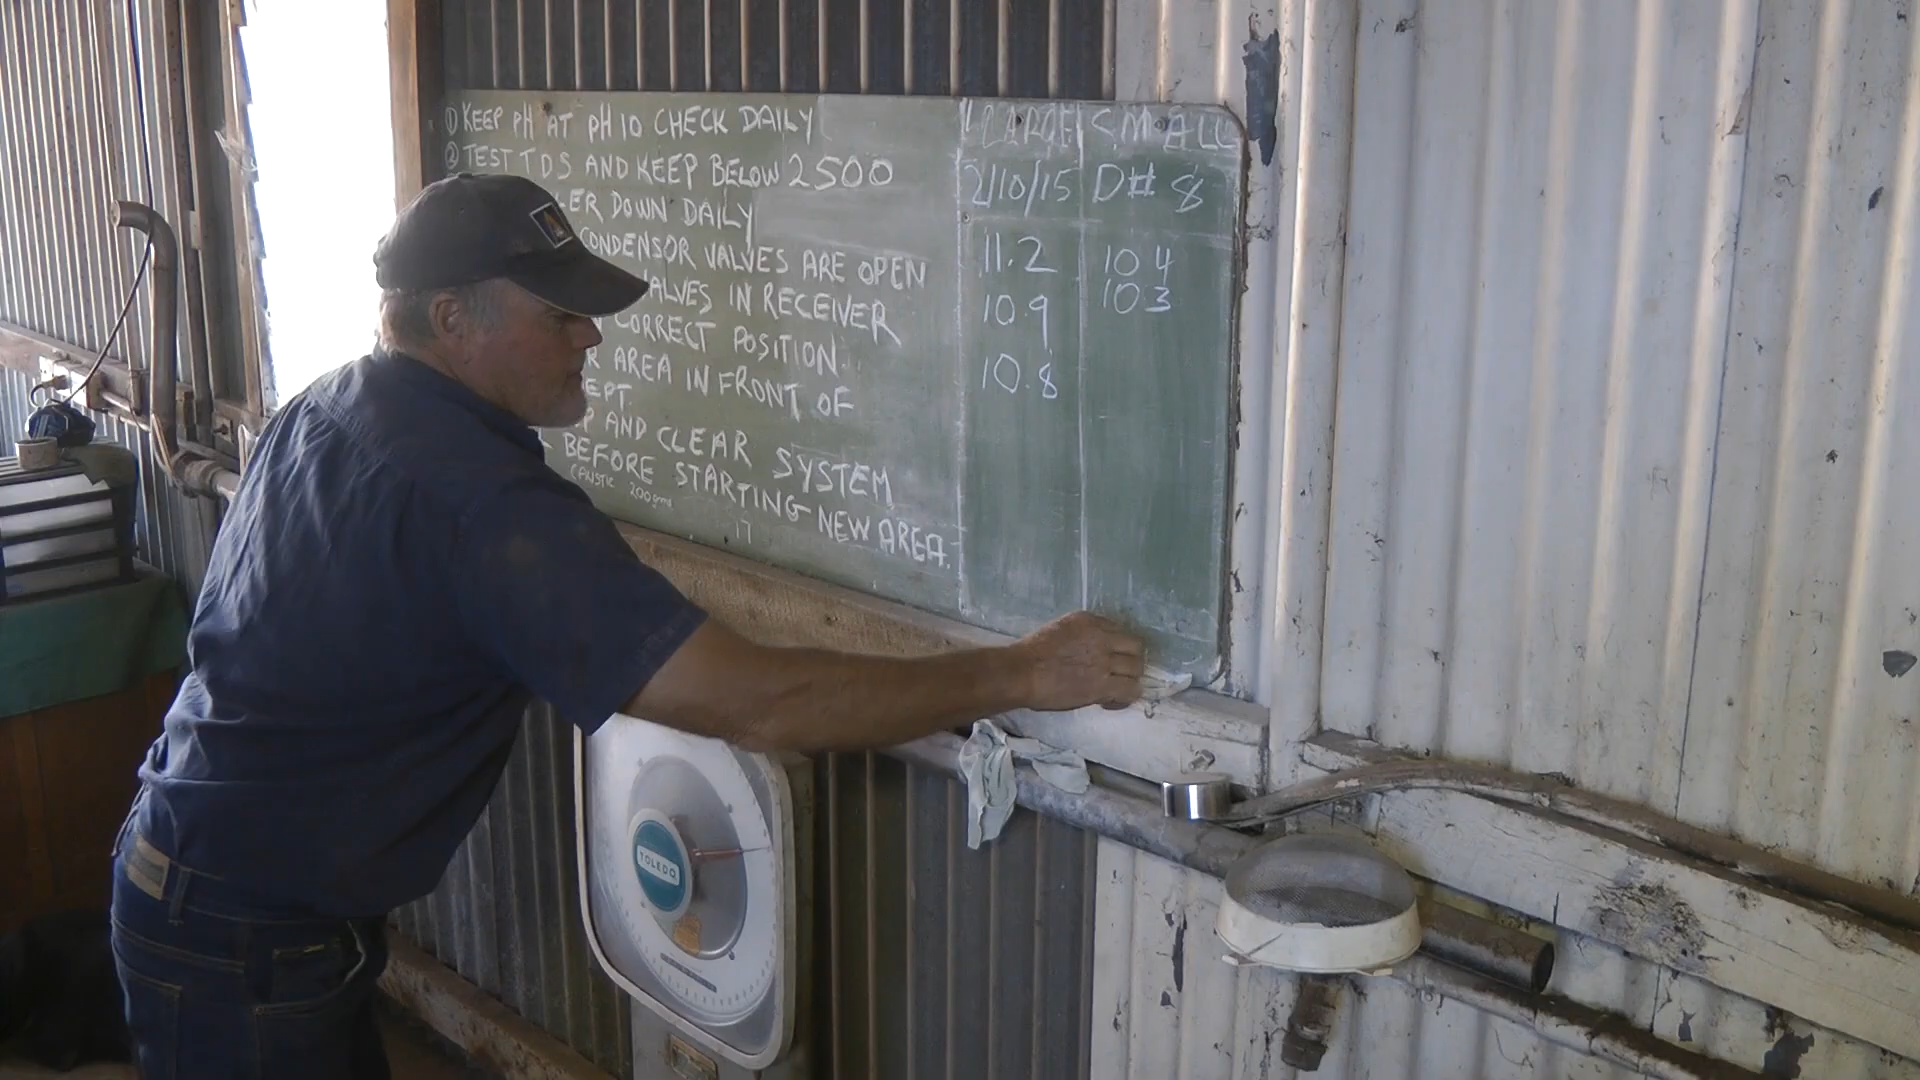 ① KEEP PH AT PH 10 CHECK DAILY
② TEST TDS AND KEEP BELOW 2500
DOWN DAILY
CONDENSOR VALVES ARE OPEN
IN RECEIVER
CORRECT POSITION.
AREA IN FRONT OF
AND CLEAR SYSTEM
BEFORE STARTING NEW AREA.
CAUSTIC 200gms
17
LARGE SMALL
2/10/15 D# 8
11.2 10.4
10.9 10.3
10.8
TOLEDO